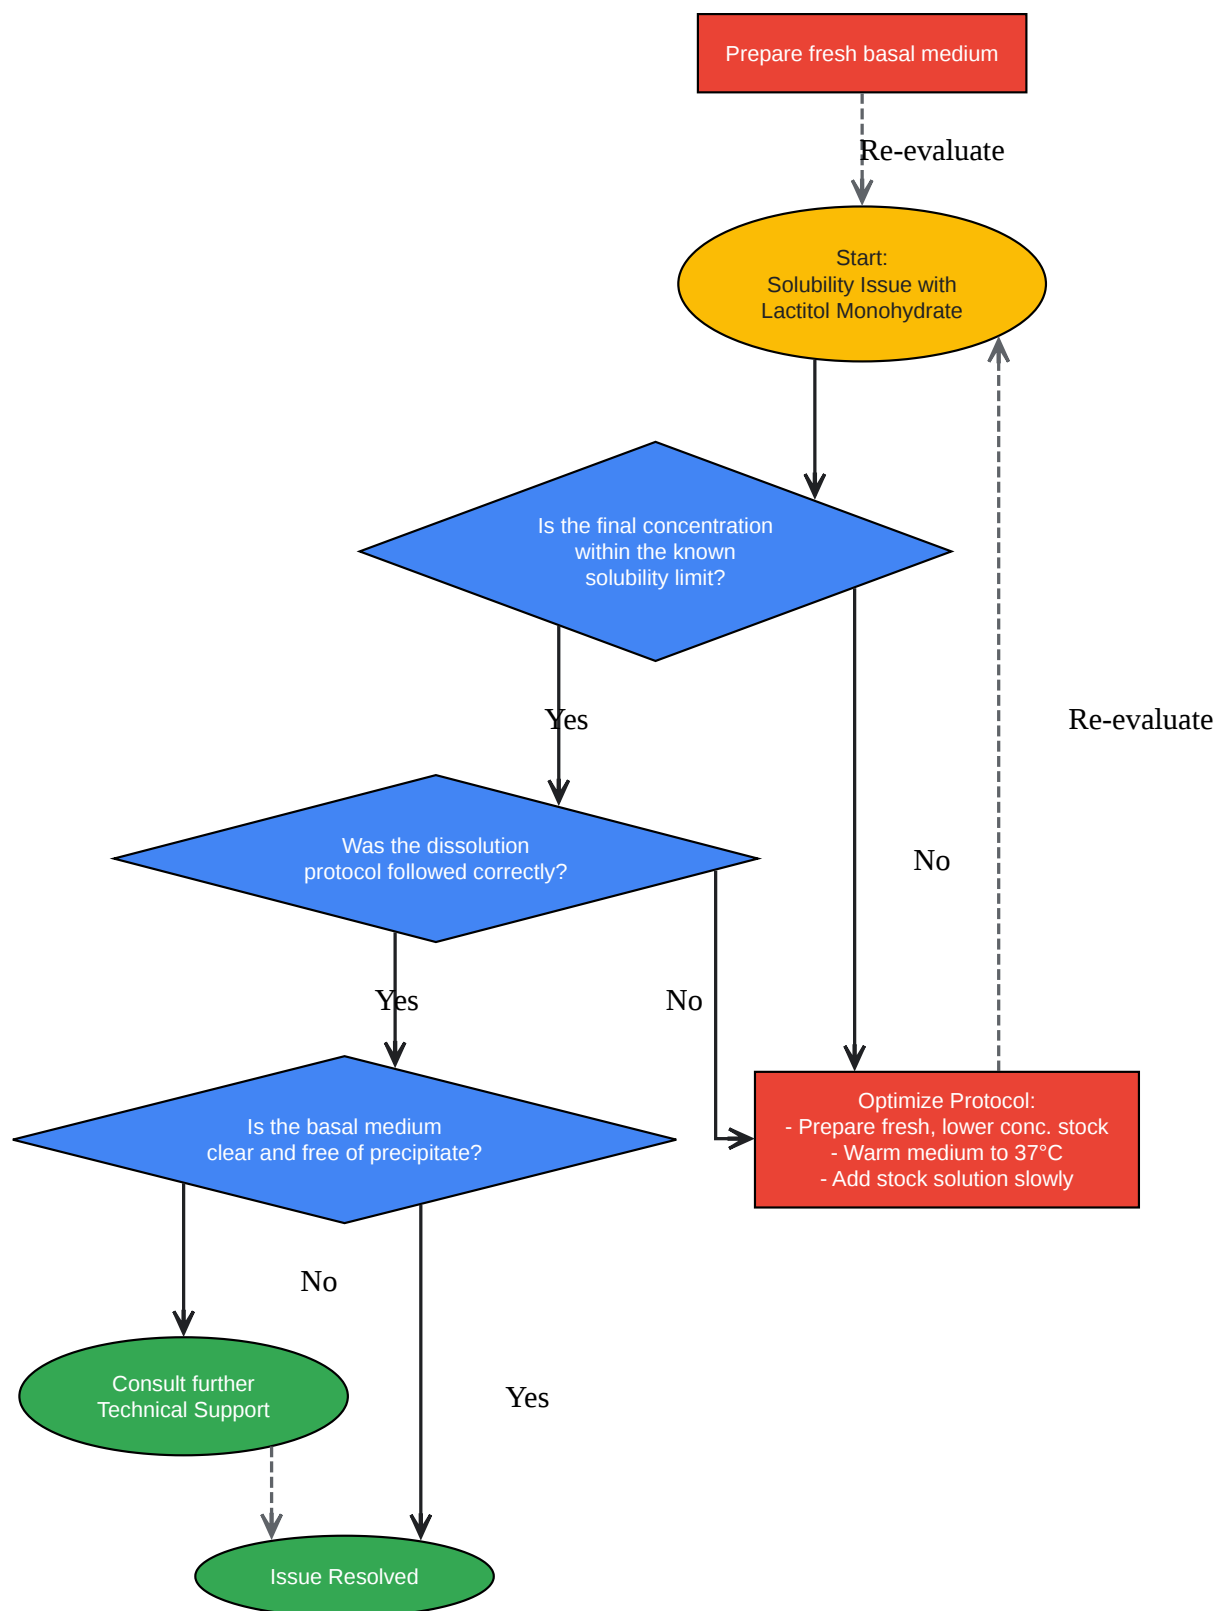 Prepare fresh basal medium
Re-evaluate
Start:
Solubility Issue with
Lactitol Monohydrate
Is the final concentration
within the known
solubility limit?
Yes
Re-evaluate
Was the dissolution
protocol followed correctly?
No
Yes
No
Optimize Protocol:
- Prepare fresh, lower conc. stock
- Warm medium to 37°C
- Add stock solution slowly
Is the basal medium
clear and free of precipitate?
No
Consult further
Technical Support
Yes
Issue Resolved